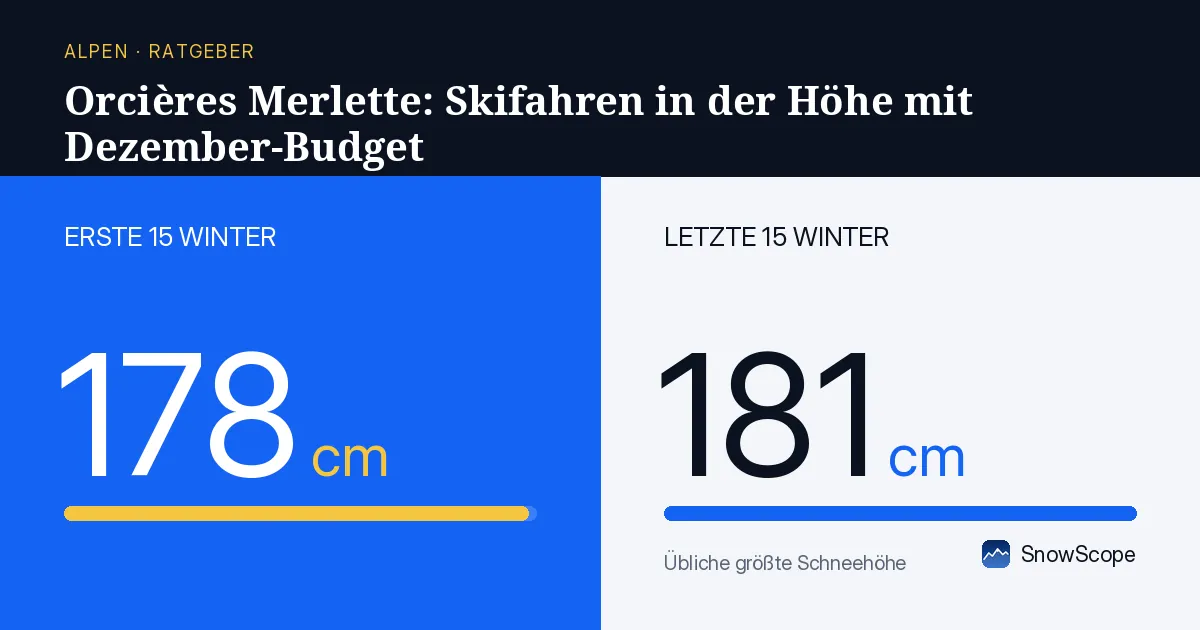 ALPEN · RATGEBER
Orcières Merlette: Skifahren in der Höhe mit
Dezember-Budget
ERSTE 15 WINTER
178 cm
LETZTE 15 WINTER
181 cm
Übliche größte Schneehöhe
SnowScope